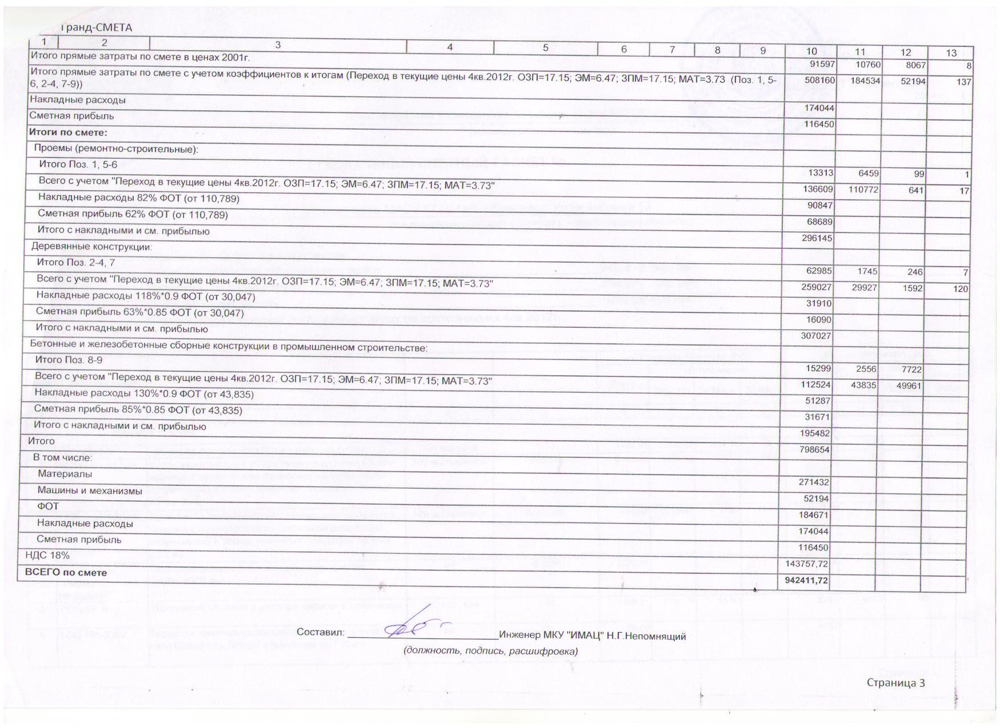 Гранд-СМЕТА
1 2 3 4 5 6 7 8 9 10 11 12 13
Итого прямые затраты по смете в ценах 2001г. 91597 10760 8067 8
Итого прямые затраты по смете с учетом коэффициентов к итогам (Переход в текущие цены 4кв.2012г. ОЗП=17.15; ЭМ=6.47; ЗПМ=17.15; МАТ=3.73 (Поз. 1, 5- 508160 184534 52194 137
6, 2-4, 7-9))
Накладные расходы 174044
Сметная прибыль 116450
Итоги по смете:
Проемы (ремонтно-строительные):
Итого Поз. 1, 5-6 13313 6459 99 1
Всего с учетом "Переход в текущие цены 4кв.2012г. ОЗП=17.15; ЭМ=6.47; ЗПМ=17.15; МАТ=3.73" 136609 110772 641 17
Накладные расходы 82% ФОТ (от 110,789) 90847
Сметная прибыль 62% ФОТ (от 110,789) 68689
Итого с накладными и см. прибылью 296145
Деревянные конструкции:
Итого Поз. 2-4, 7 62985 1745 246 7
Всего с учетом "Переход в текущие цены 4кв.2012г. ОЗП=17.15; ЭМ=6.47; ЗПМ=17.15; МАТ=3.73" 259027 29927 1592 120
Накладные расходы 118%*0.9 ФОТ (от 30,047) 31910
Сметная прибыль 63%*0.85 ФОТ (от 30,047) 16090
Итого с накладными и см. прибылью 307027
Бетонные и железобетонные сборные конструкции в промышленном строительстве:
Итого Поз. 8-9 15299 2556 7722
Всего с учетом "Переход в текущие цены 4кв.2012г. ОЗП=17.15; ЭМ=6.47; ЗПМ=17.15; МАТ=3.73" 112524 43835 49961
Накладные расходы 130%*0.9 ФОТ (от 43,835) 51287
Сметная прибыль 85%*0.85 ФОТ (от 43,835) 31671
Итого с накладными и см. прибылью 195482
Итого 798654
В том числе:
Материалы 271432
Машины и механизмы 52194
ФОТ 184671
Накладные расходы 174044
Сметная прибыль 116450
НДС 18% 143757,72
ВСЕГО по смете 942411,72
Составил: Инженер МКУ "ИМАЦ" Н.Г.Непомнящий
(должность, подпись, расшифровка)
Страница 3